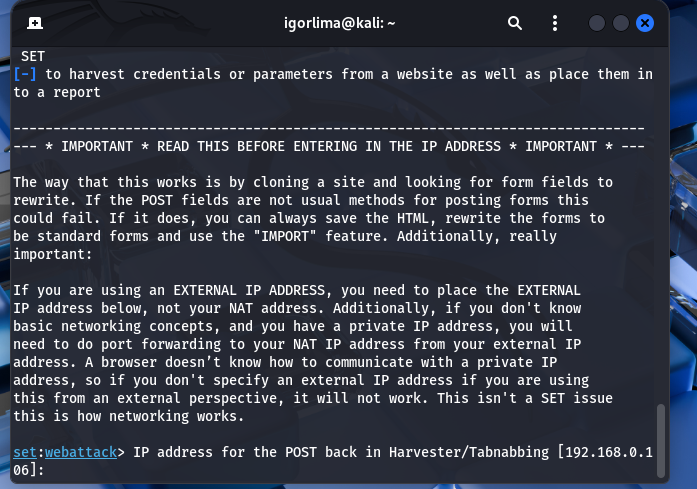 igorlima@kali: ~
SET
[-] to harvest credentials or parameters from a website as well as place them in
to a report
-------------------------------------------------------------------------------
--- * IMPORTANT * READ THIS BEFORE ENTERING IN THE IP ADDRESS * IMPORTANT * ---
The way that this works is by cloning a site and looking for form fields to
rewrite. If the POST fields are not usual methods for posting forms this
could fail. If it does, you can always save the HTML, rewrite the forms to
be standard forms and use the "IMPORT" feature. Additionally, really
important:
If you are using an EXTERNAL IP ADDRESS, you need to place the EXTERNAL
IP address below, not your NAT address. Additionally, if you don't know
basic networking concepts, and you have a private IP address, you will
need to do port forwarding to your NAT IP address from your external IP
address. A browser doesn’t know how to communicate with a private IP
address, so if you don't specify an external IP address if you are using
this from an external perspective, it will not work. This isn't a SET issue
this is how networking works.
set:webattack> IP address for the POST back in Harvester/Tabnabbing [192.168.0.1
06]: